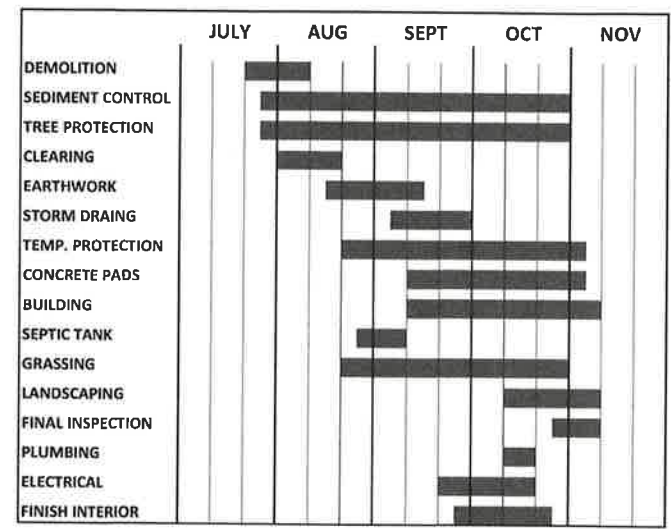 JULY AUG SEPT OCT NOV
DEMOLITION
SEDIMENT CONTROL
TREE PROTECTION
CLEARING
EARTHWORK
STORM DRAING
TEMP. PROTECTION
CONCRETE PADS
BUILDING
SEPTIC TANK
GRASSING
LANDSCAPING
FINAL INSPECTION
PLUMBING
ELECTRICAL
FINISH INTERIOR